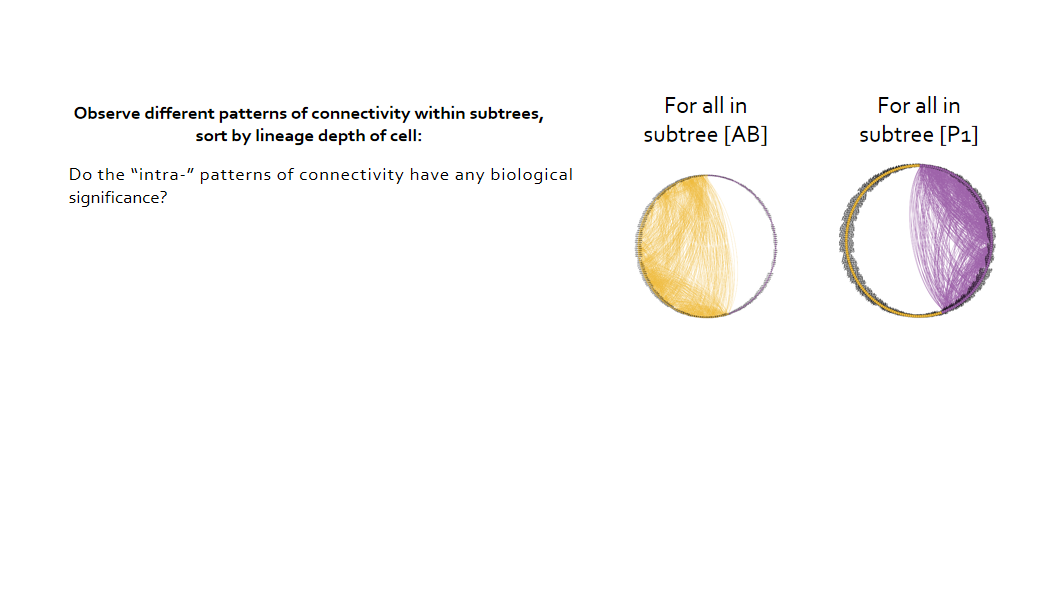 Observe different patterns of connectivity within subtrees,
sort by lineage depth of cell:
Do the “intra-” patterns of connectivity have any biological
significance?
For all in
subtree [AB]
For all in
subtree [P1]